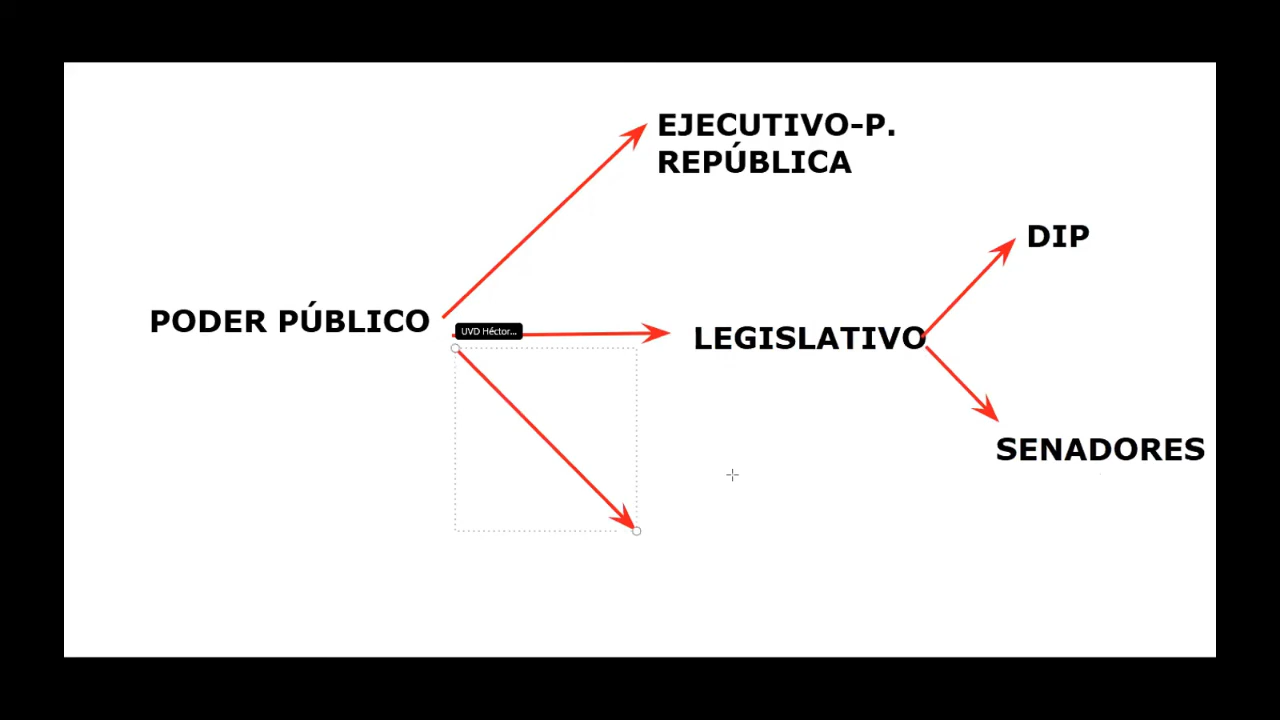 EJECUTIVO-P.
REPÚBLICA
DIP
PODER PÚBLICO
UVD Héctor...
LEGISLATIVO
SENADORES